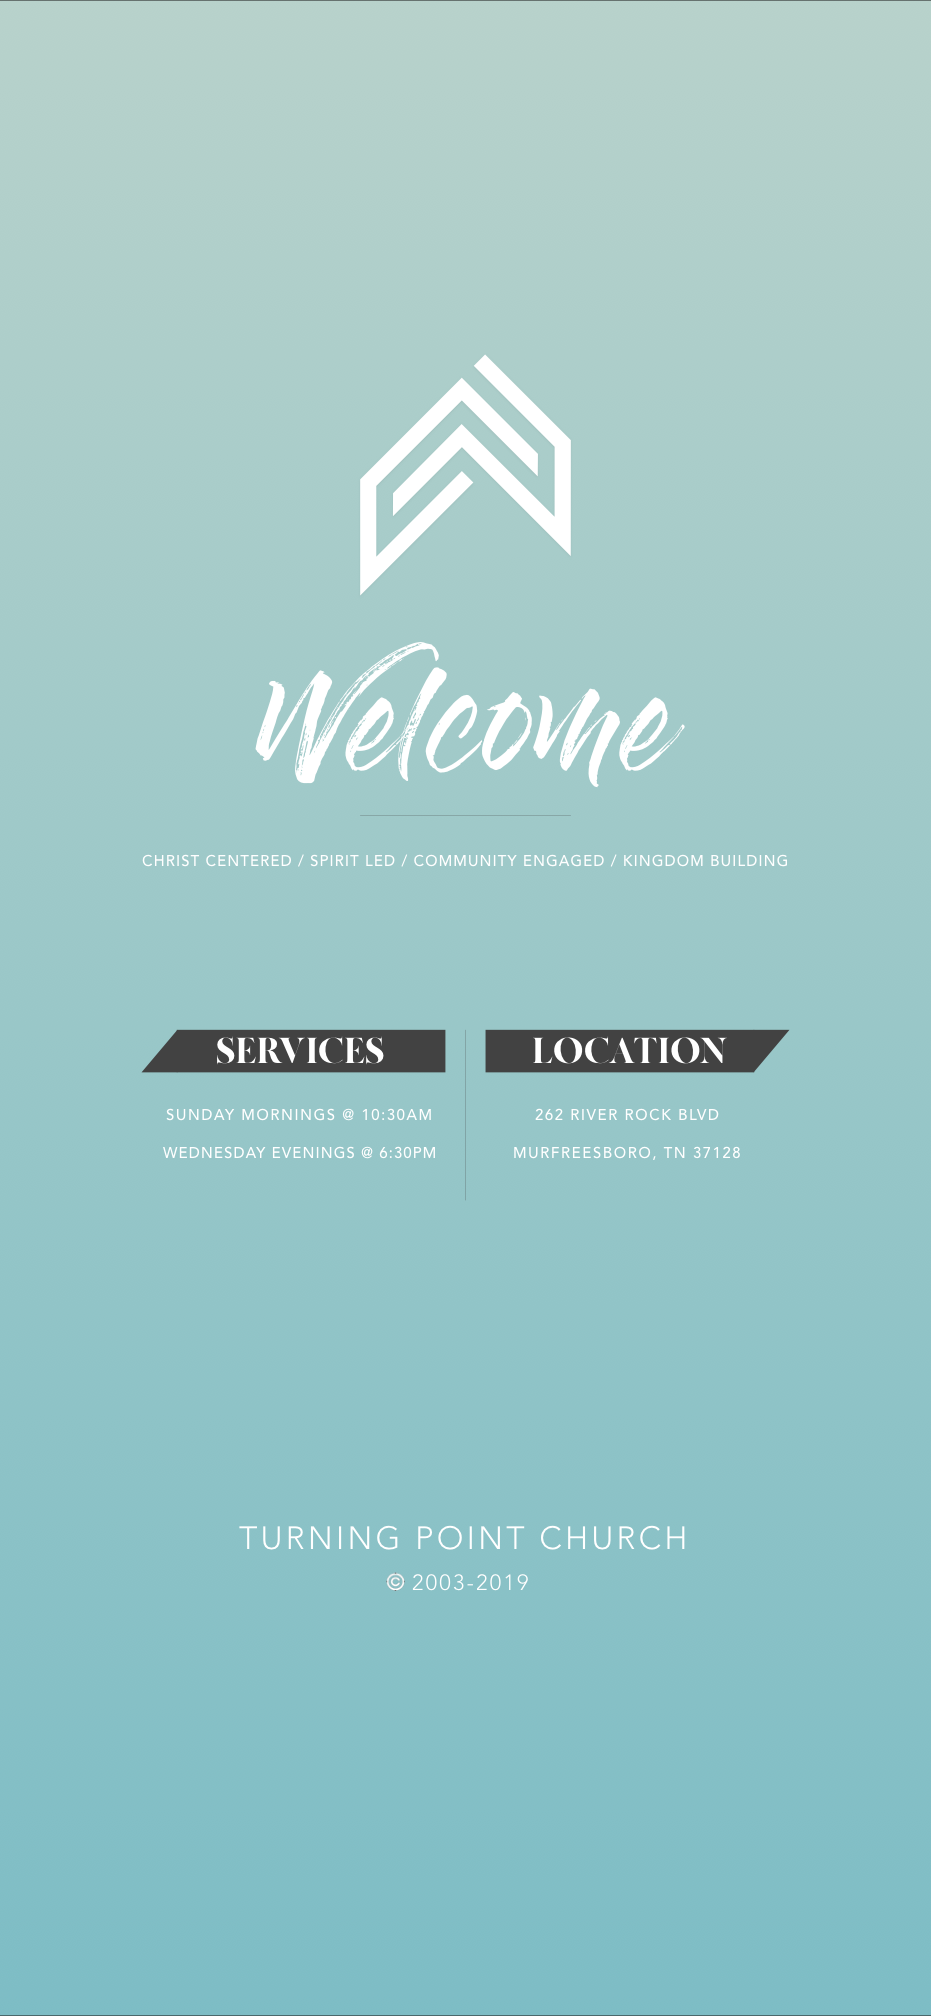 Welcome
CHRIST CENTERED / SPIRIT LED / COMMUNITY ENGAGED / KINGDOM BUILDING
SERVICES
SUNDAY MORNINGS @ 10:30AM
WEDNESDAY EVENINGS @ 6:30PM
LOCATION
262 RIVER ROCK BLVD
MURFREESBORO, TN 37128
TURNING POINT CHURCH
© 2003-2019